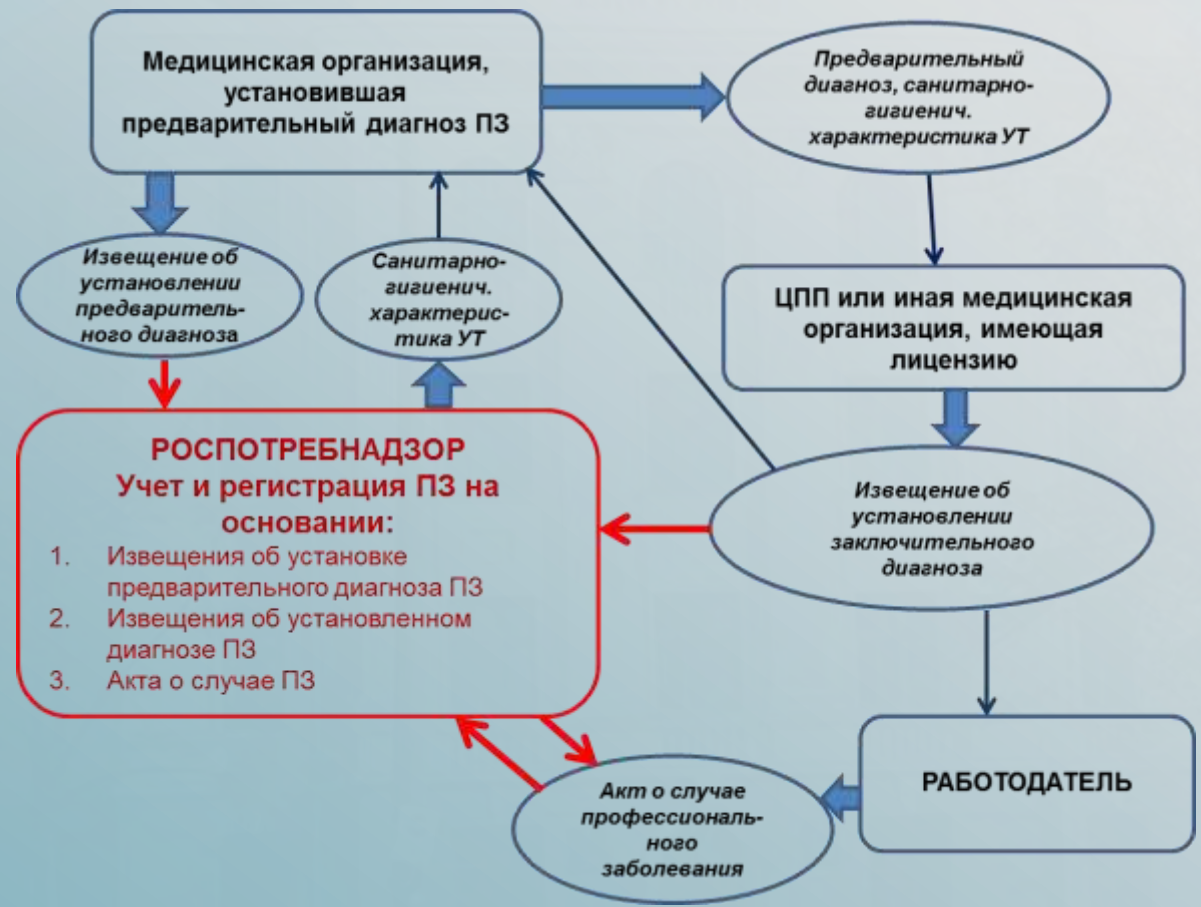 Медицинская организация,
установившая
предварительный диагноз ПЗ
Предварительный
диагноз, санитарно-
гигиенич.
характеристика УТ
Извещение об
установлении
предваритель-
ного диагноза
Санитарно-
гигиенич.
характерис-
тика УТ
ЦПП или иная медицинская
организация, имеющая
лицензию
РОСПОТРЕБНАДЗОР
Учет и регистрация ПЗ на
основании:
1. Извещения об установке
предварительного диагноза ПЗ
2. Извещения об установленном
диагнозе ПЗ
3. Акта о случае ПЗ
Извещение об
установлении
заключительного
диагноза
РАБОТОДАТЕЛЬ
Акт о случае
профессиональ-
ного
заболевания